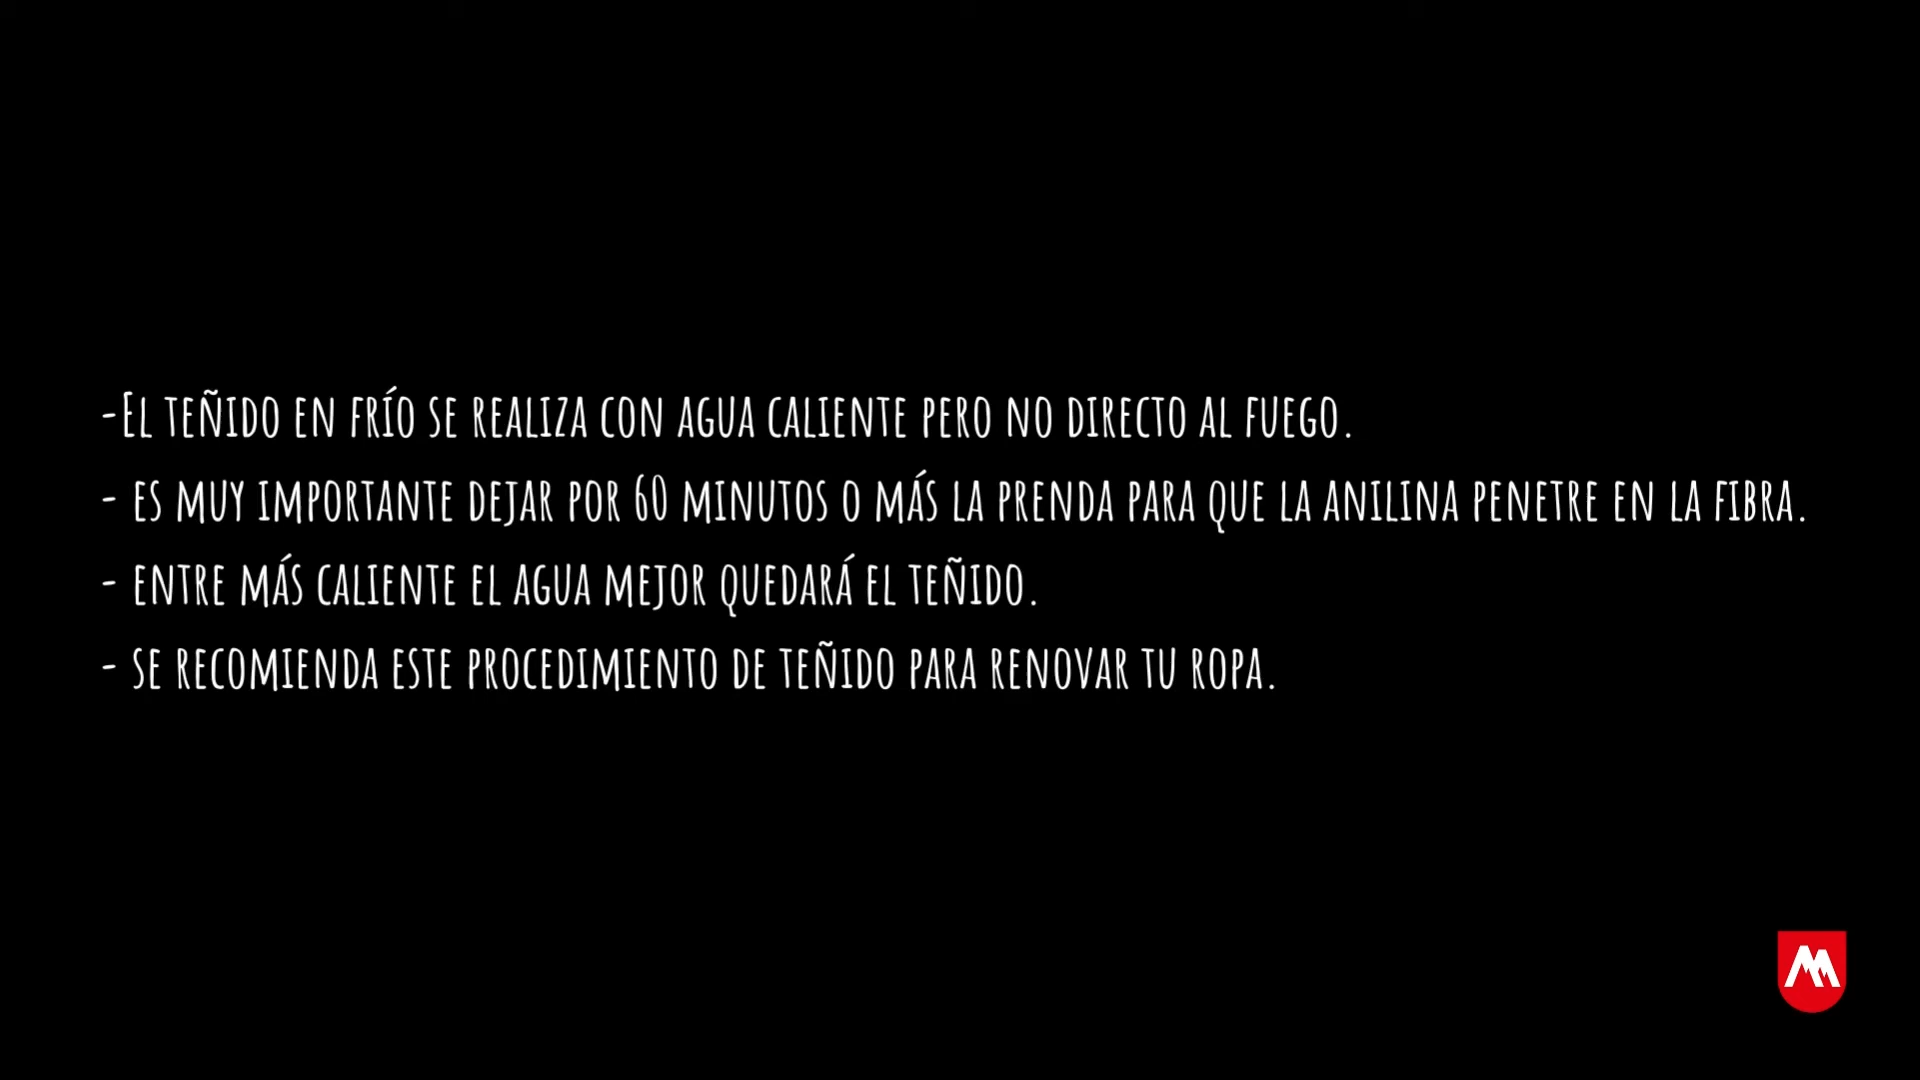 -El teñido en frío se realiza con agua caliente pero no directo al fuego.
- es muy importante dejar por 60 minutos o más la prenda para que la anilina penetre en la fibra.
- entre más caliente el agua mejor quedará el teñido.
- se recomienda este procedimiento de teñido para renovar tu ropa.